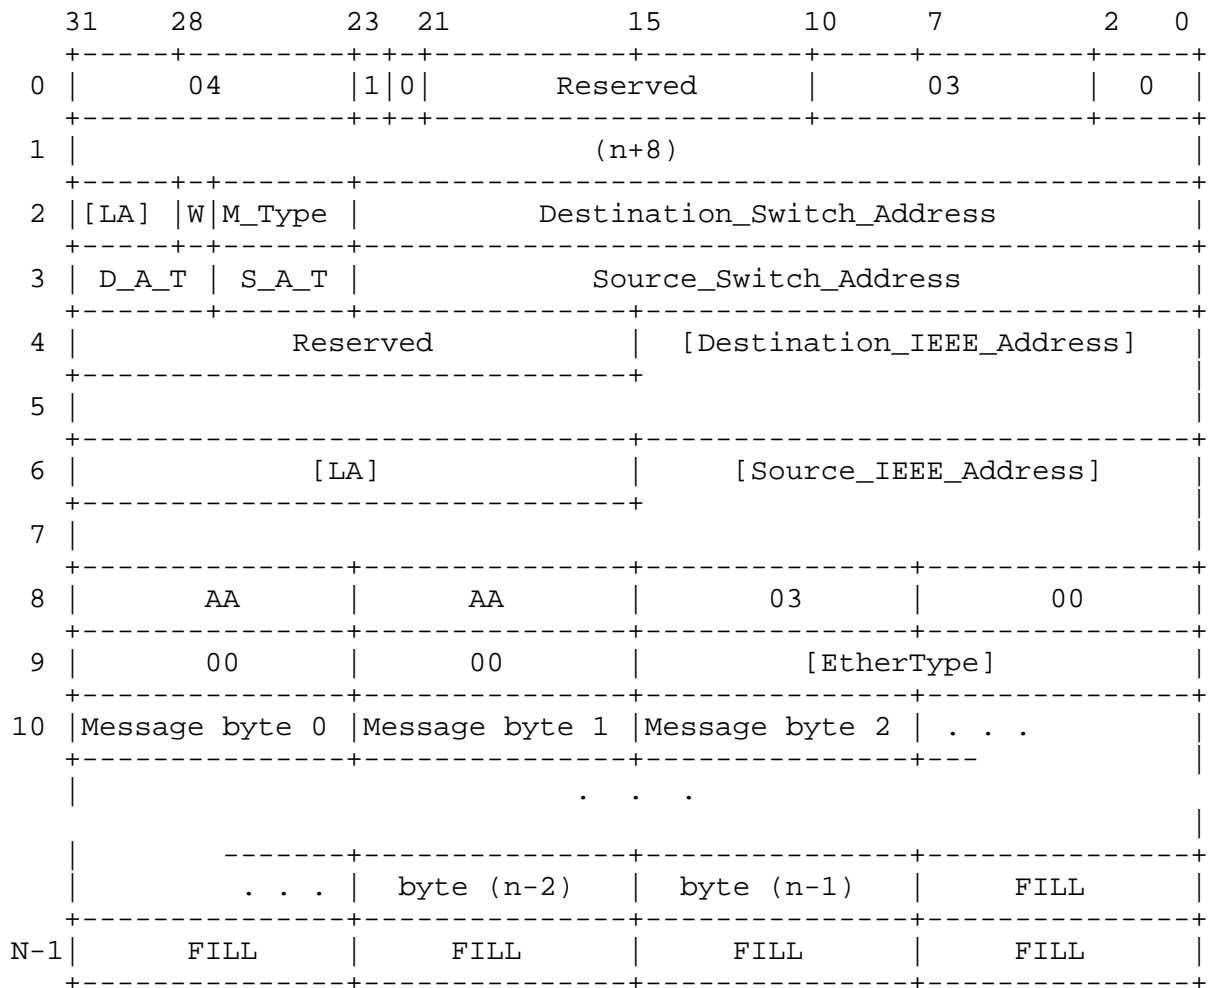 31    28        23  21          15         10     7         2    0
     +-----+---------+-+-+-----------+---------+-----+---------+-----+
   0 |      04       |1|0|      Reserved       |      03       |  0  |
     +---------------+-+-+---------------------+---------------+-----+
   1 |                             (n+8)                             |
     +-----+-+-------+-----------------------------------------------+
   2 |[LA] |W|M_Type |          Destination_Switch_Address           |
     +-----+-+-------+-----------------------------------------------+
   3 | D_A_T | S_A_T |             Source_Switch_Address             |
     +-------+-------+---------------+-------------------------------+
   4 |            Reserved           |  [Destination_IEEE_Address]   |
     +-------------------------------+                               |
   5 |                                                               |
     +-------------------------------+-------------------------------+
   6 |             [LA]              |     [Source_IEEE_Address]     |
     +-------------------------------+                               |
   7 |                                                               |
     +---------------+---------------+---------------+---------------+
   8 |       AA      |      AA       |       03      |       00      |
     +---------------+---------------+---------------+---------------+
   9 |       00      |      00       |         [EtherType]           |
     +---------------+---------------+---------------+---------------+
  10 |Message byte 0 |Message byte 1 |Message byte 2 | . . .         |
     +---------------+---------------+---------------+---            |
     |                            .  .  .
                                                                     |
     |        -------+---------------+---------------+---------------+
     |         . . . |  byte (n-2)   |  byte (n-1)   |     FILL      |
     +---------------+---------------+---------------+---------------+
  N-1|      FILL     |     FILL      |     FILL      |     FILL      |
     +---------------+---------------+---------------+---------------+